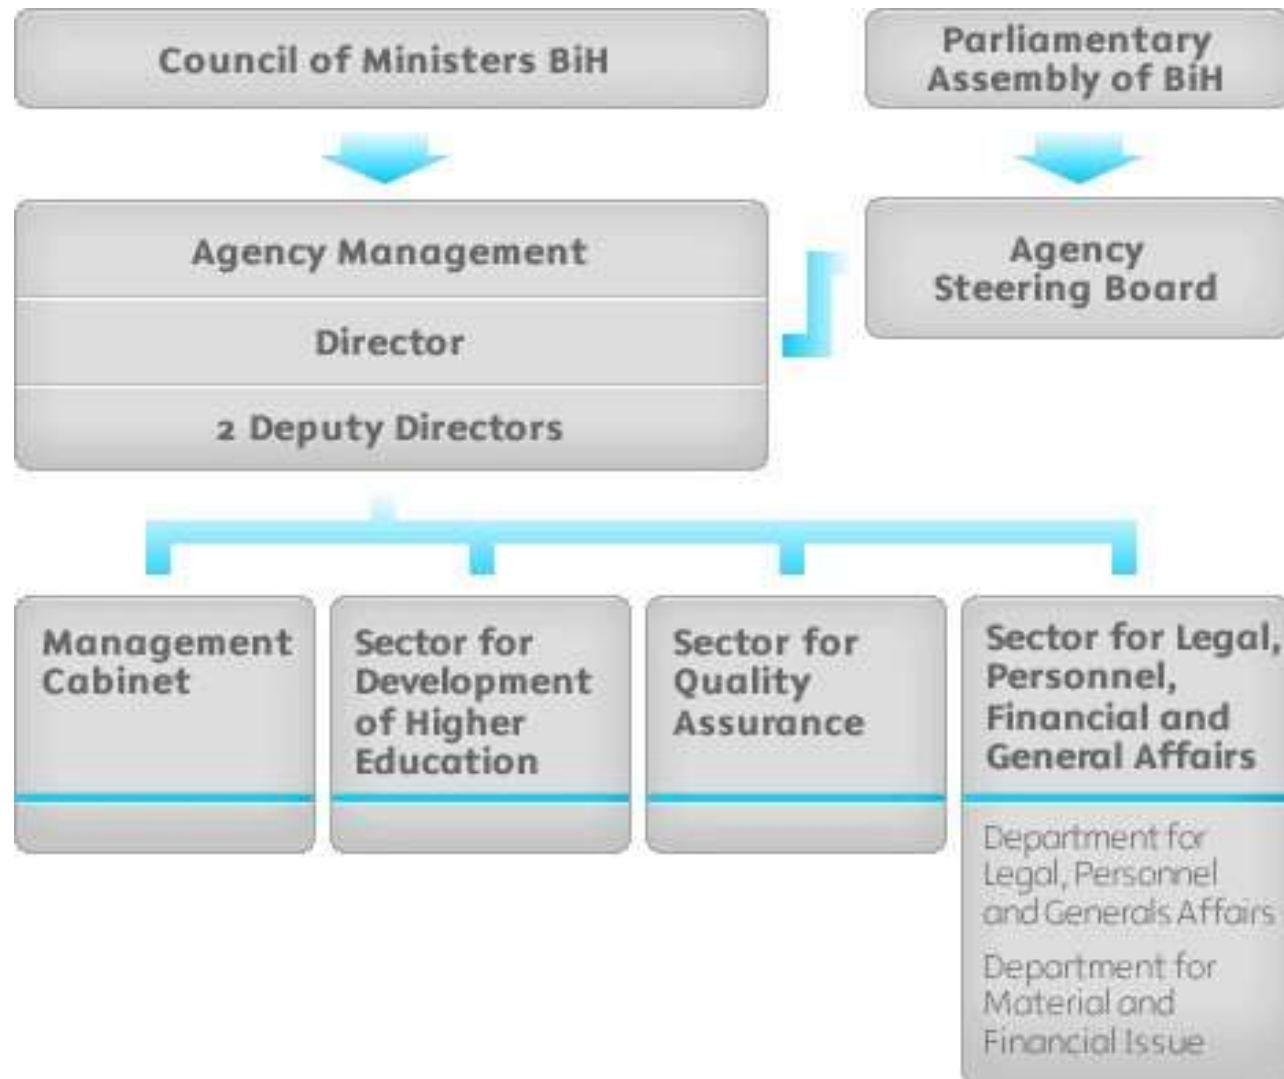 Council of Ministers BiH
Parliamentary
Assembly of BiH
Agency Management
Director
2 Deputy Directors
Agency
Steering Board
Management
Cabinet
Sector for
Development
of Higher
Education
Sector for
Quality
Assurance
Sector for Legal,
Personnel,
Financial and
General Affairs
Department for
Legal, Personnel
and Generals Affairs
Department for
Material and
Financial Issue